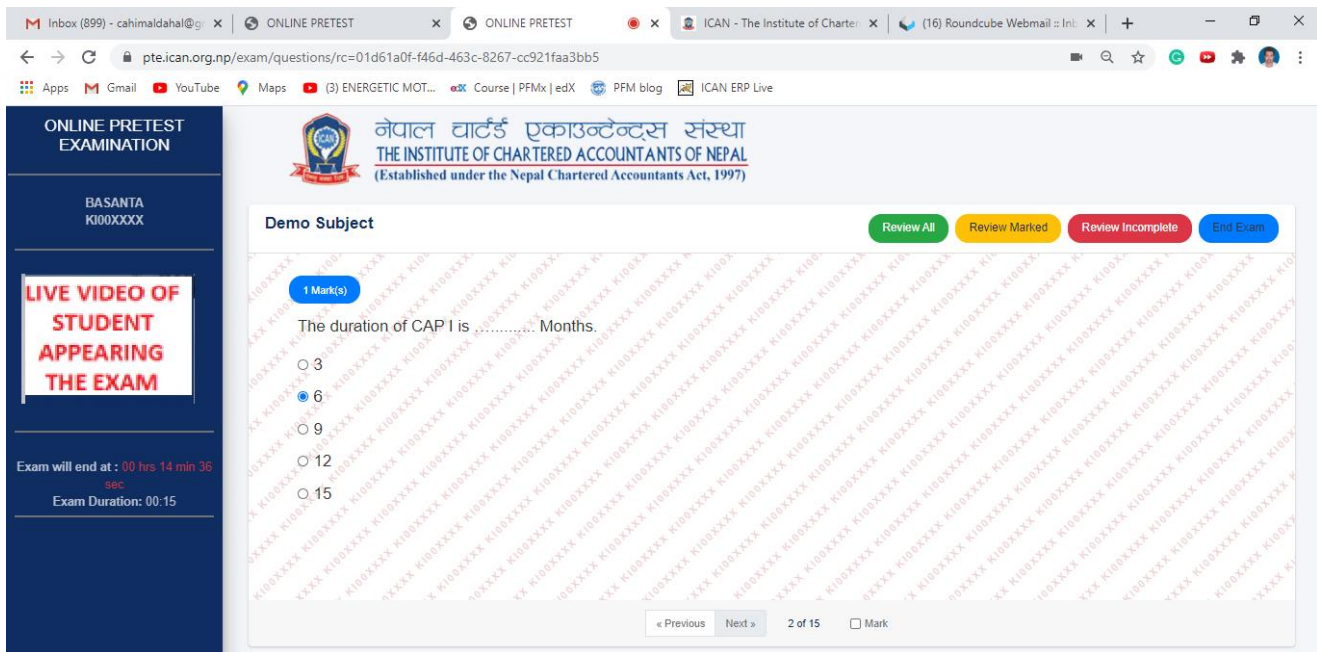 Inbox (899) - cahimaldahal@g
ONLINE PRETEST
ONLINE PRETEST
ICAN - The Institute of Charter
(16) Roundcube Webmail :: Inb
pte.ican.org.np/exam/questions/rc=01d61a0f-f46d-463c-8267-cc921faa3bb5
Apps
Gmail
YouTube
Maps
(3) ENERGETIC MOT...
edX
Course | PFMx | edX
PFM blog
ICAN ERP Live
ONLINE PRETEST
EXAMINATION
BASANTA
KI00XXXX
LIVE VIDEO OF
STUDENT
APPEARING
THE EXAM
Exam will end at : 00 hrs 14 min 36
sec
Exam Duration: 00:15
ICAN
नेपाल चार्टर्ड एकाउन्टेन्ट्स संस्था
THE INSTITUTE OF CHARTERED ACCOUNTANTS OF NEPAL
(Established under the Nepal Chartered Accountants Act, 1997)
Demo Subject
Review All
Review Marked
Review Incomplete
End Exam
1 Mark(s)
The duration of CAP I is ............. Months.
3
6
9
12
15
KI00XXXX
« Previous
Next »
2 of 15
Mark